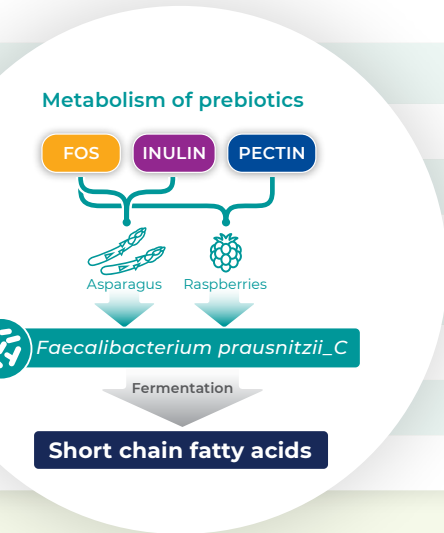 Metabolism of prebiotics
FOS INULIN PECTIN
Asparagus Raspberries
Faecalibacterium prausnitzii_C
Fermentation
Short chain fatty acids